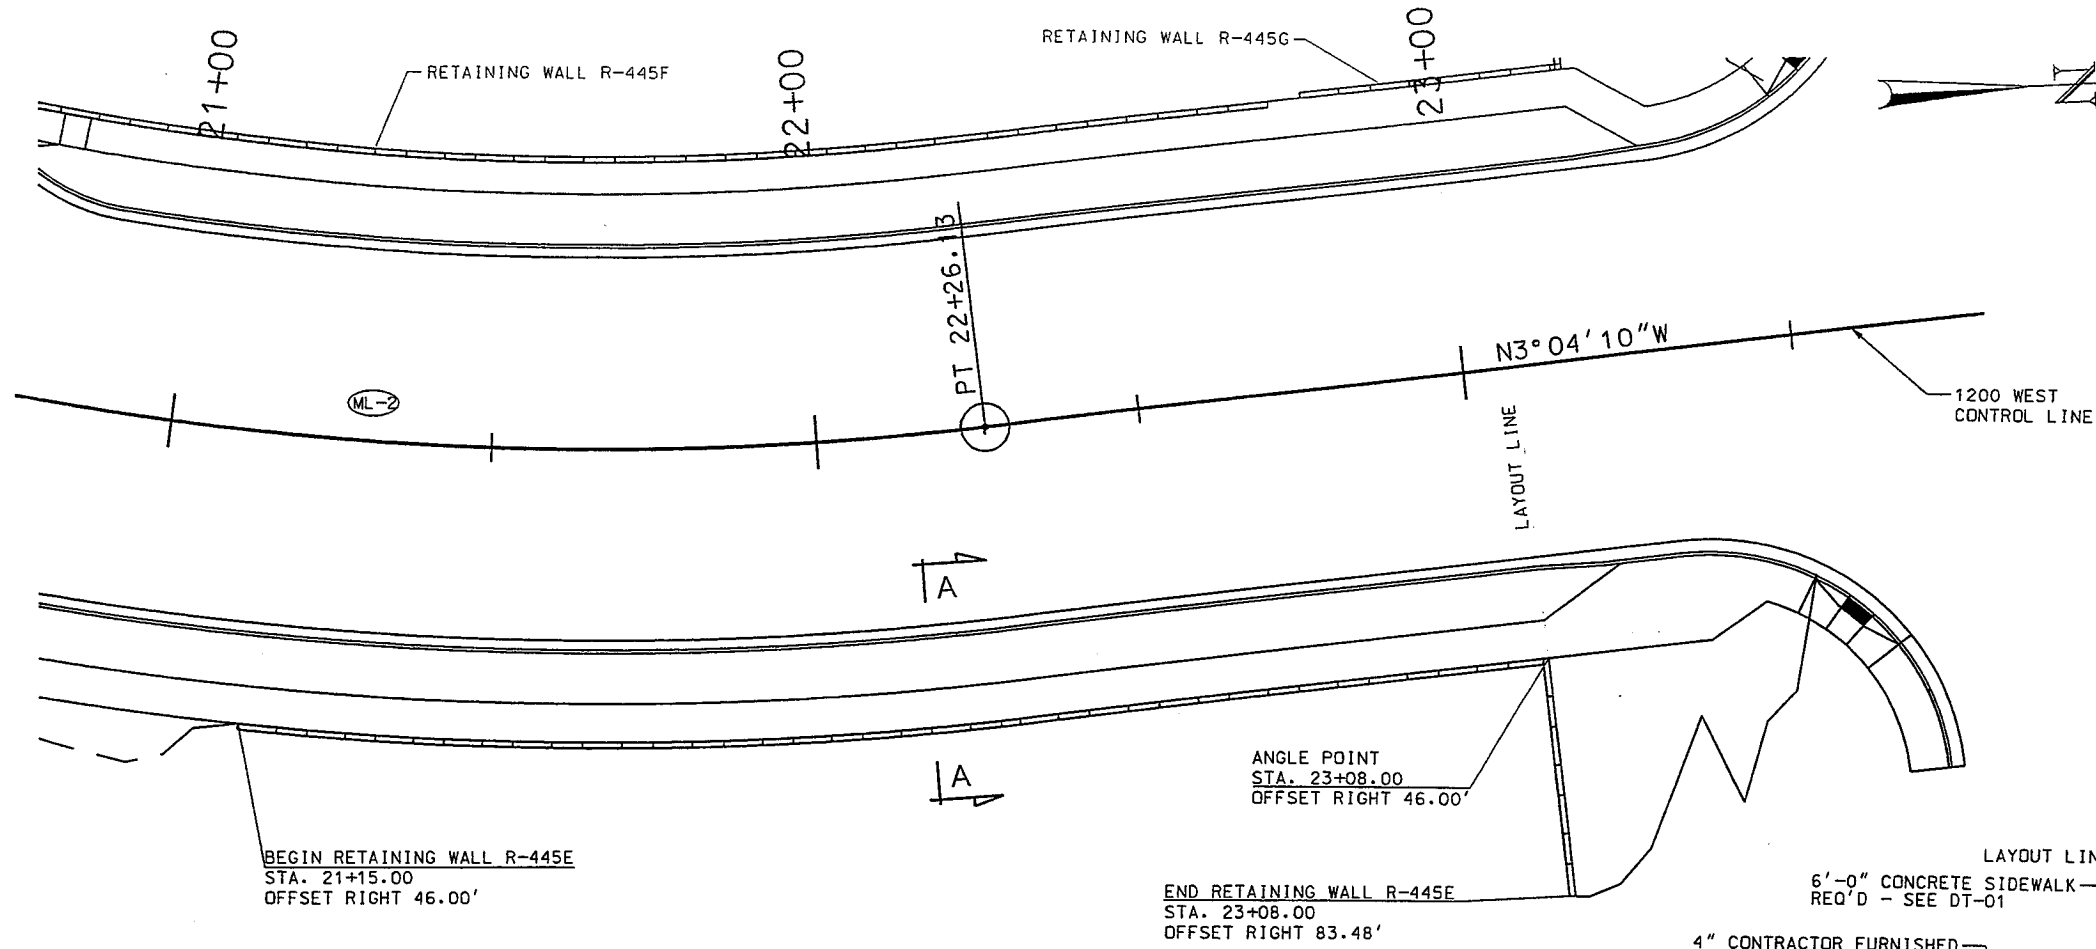 21+00
RETAINING WALL R-445F
22+00
RETAINING WALL R-445G
23+00
PT 22+26.13
ML-2
N3°04'10"W
1200 WEST
CONTROL LINE
LAYOUT LINE
A
A
ANGLE POINT
STA. 23+08.00
OFFSET RIGHT 46.00'
BEGIN RETAINING WALL R-445E
STA. 21+15.00
OFFSET RIGHT 46.00'
END RETAINING WALL R-445E
STA. 23+08.00
OFFSET RIGHT 83.48'
LAYOUT LIN
6'-0" CONCRETE SIDEWALK
REQ'D - SEE DT-01
4" CONTRACTOR FURNISHED